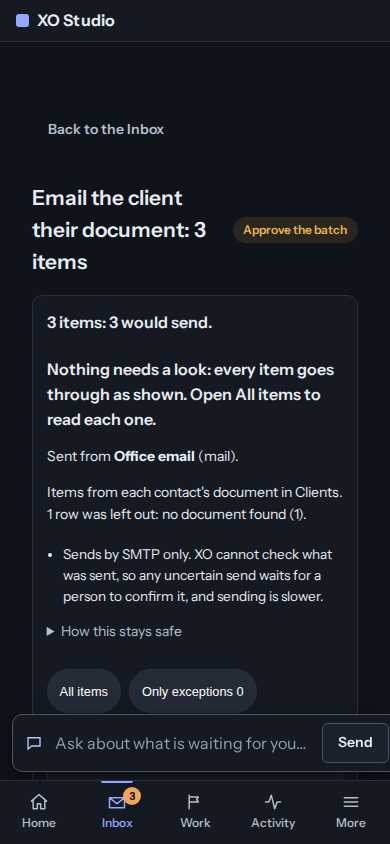 XO Studio
Back to the Inbox
Email the client
their document: 3
items
Approve the batch
3 items: 3 would send.
Nothing needs a look: every item goes
through as shown. Open All items to
read each one.
Sent from Office email (mail).
Items from each contact's document in Clients.
1 row was left out: no document found (1).
• Sends by SMTP only. XO cannot check what
was sent, so any uncertain send waits for a
person to confirm it, and sending is slower.
▶ How this stays safe
All items
Only exceptions 0
Ask about what is waiting for you...
Send
3
Home
Inbox
Work
Activity
More